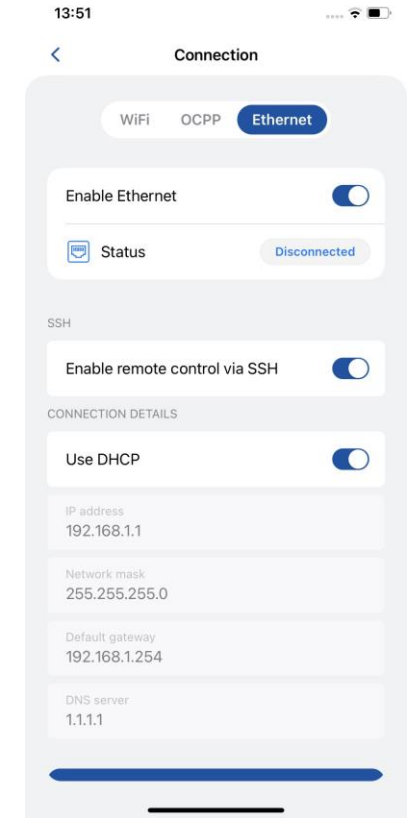 13:51
Connection
WiFi OCPP Ethernet
Enable Ethernet
Status Disconnected
SSH
Enable remote control via SSH
CONNECTION DETAILS
Use DHCP
IP address
192.168.1.1
Network mask
255.255.255.0
Default gateway
192.168.1.254
DNS server
1.1.1.1